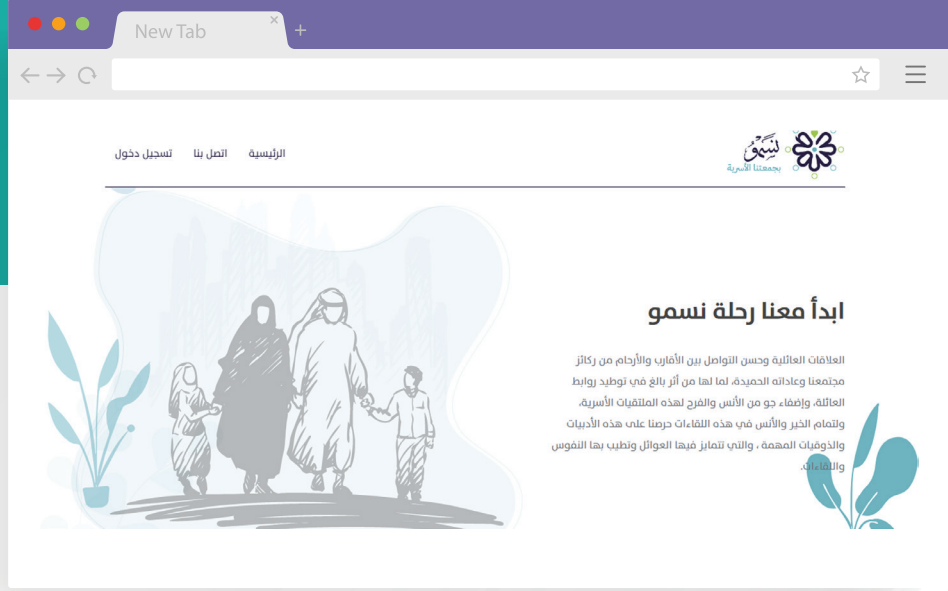 New Tab
نسمو
بجمعتنا الأسرية
الرئيسية اتصل بنا تسجيل دخول
ابدأ معنا رحلة نسمو
العلاقات العائلية وحسن التواصل بين الأقارب والأرحام من ركائز
مجتمعنا وعاداته الحميدة، لما لها من أثر بالغ في توطيد روابط
العائلة، وإضفاء جو من الأنس والفرح لهذه الملتقيات الأسرية،
ولتمام الخير والأنس في هذه اللقاءات حرصنا على هذه الأدبيات
والذوقيات المهمة ، والتي تتمايز فيها العوائل وتطيب بها النفوس
واللقاءات.